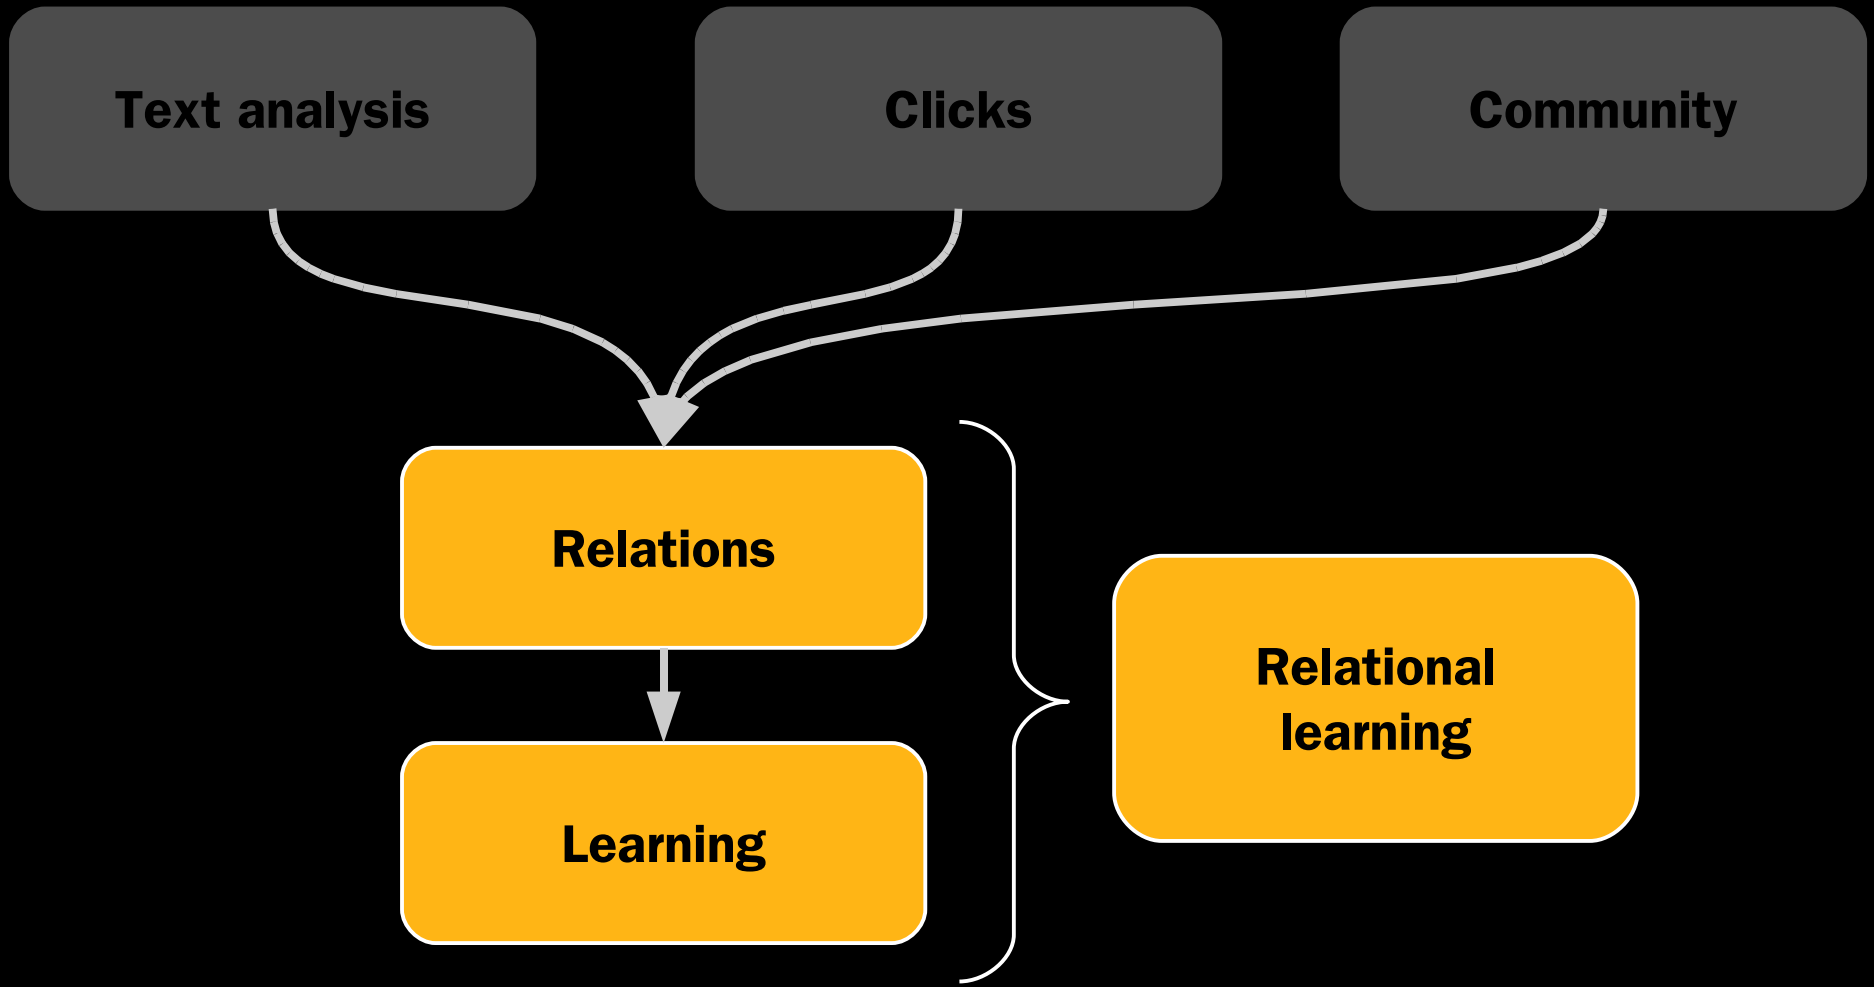 Text analysis
Clicks
Community
Relations
Relational
learning
Learning